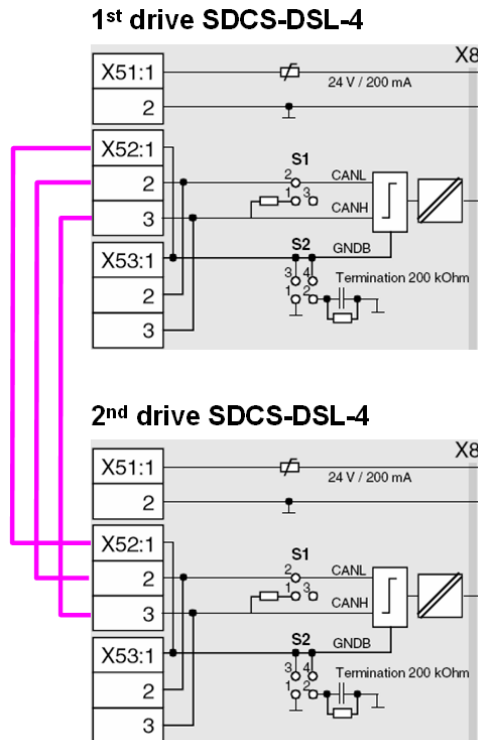 1st drive SDCS-DSL-4
X8
X51:1
24 V / 200 mA
2
X52:1
S1
2
2
CANL
1 3
3
CANH
S2
GNDB
X53:1
3 4
Termination 200 kOhm
2
1 2
3
2nd drive SDCS-DSL-4
X8
X51:1
24 V / 200 mA
2
X52:1
S1
2
2
CANL
1 3
3
CANH
S2
GNDB
X53:1
3 4
Termination 200 kOhm
2
1 2
3